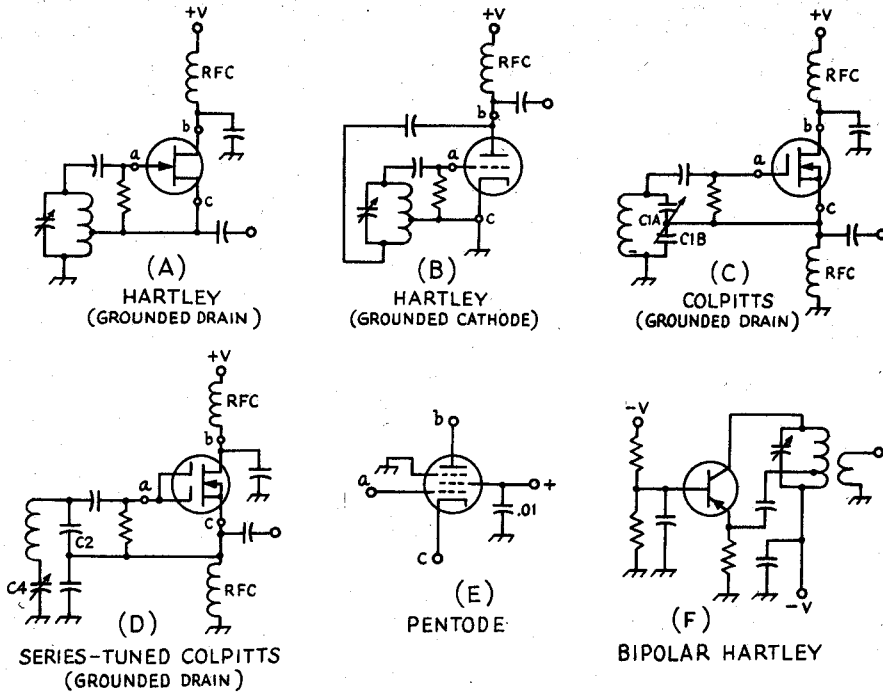 +V
RFC
b
a
c
(A)
HARTLEY
(GROUNDED DRAIN)
+V
RFC
b
a
c
(B)
HARTLEY
(GROUNDED CATHODE)
+V
RFC
b
a
c
C1A
C1B
RFC
(C)
COLPITTS
(GROUNDED DRAIN)
+V
RFC
b
a
c
C2
C4
RFC
(D)
SERIES-TUNED COLPITTS
(GROUNDED DRAIN)
b
a
+
.01
c
(E)
PENTODE
-V
-V
(F)
BIPOLAR HARTLEY